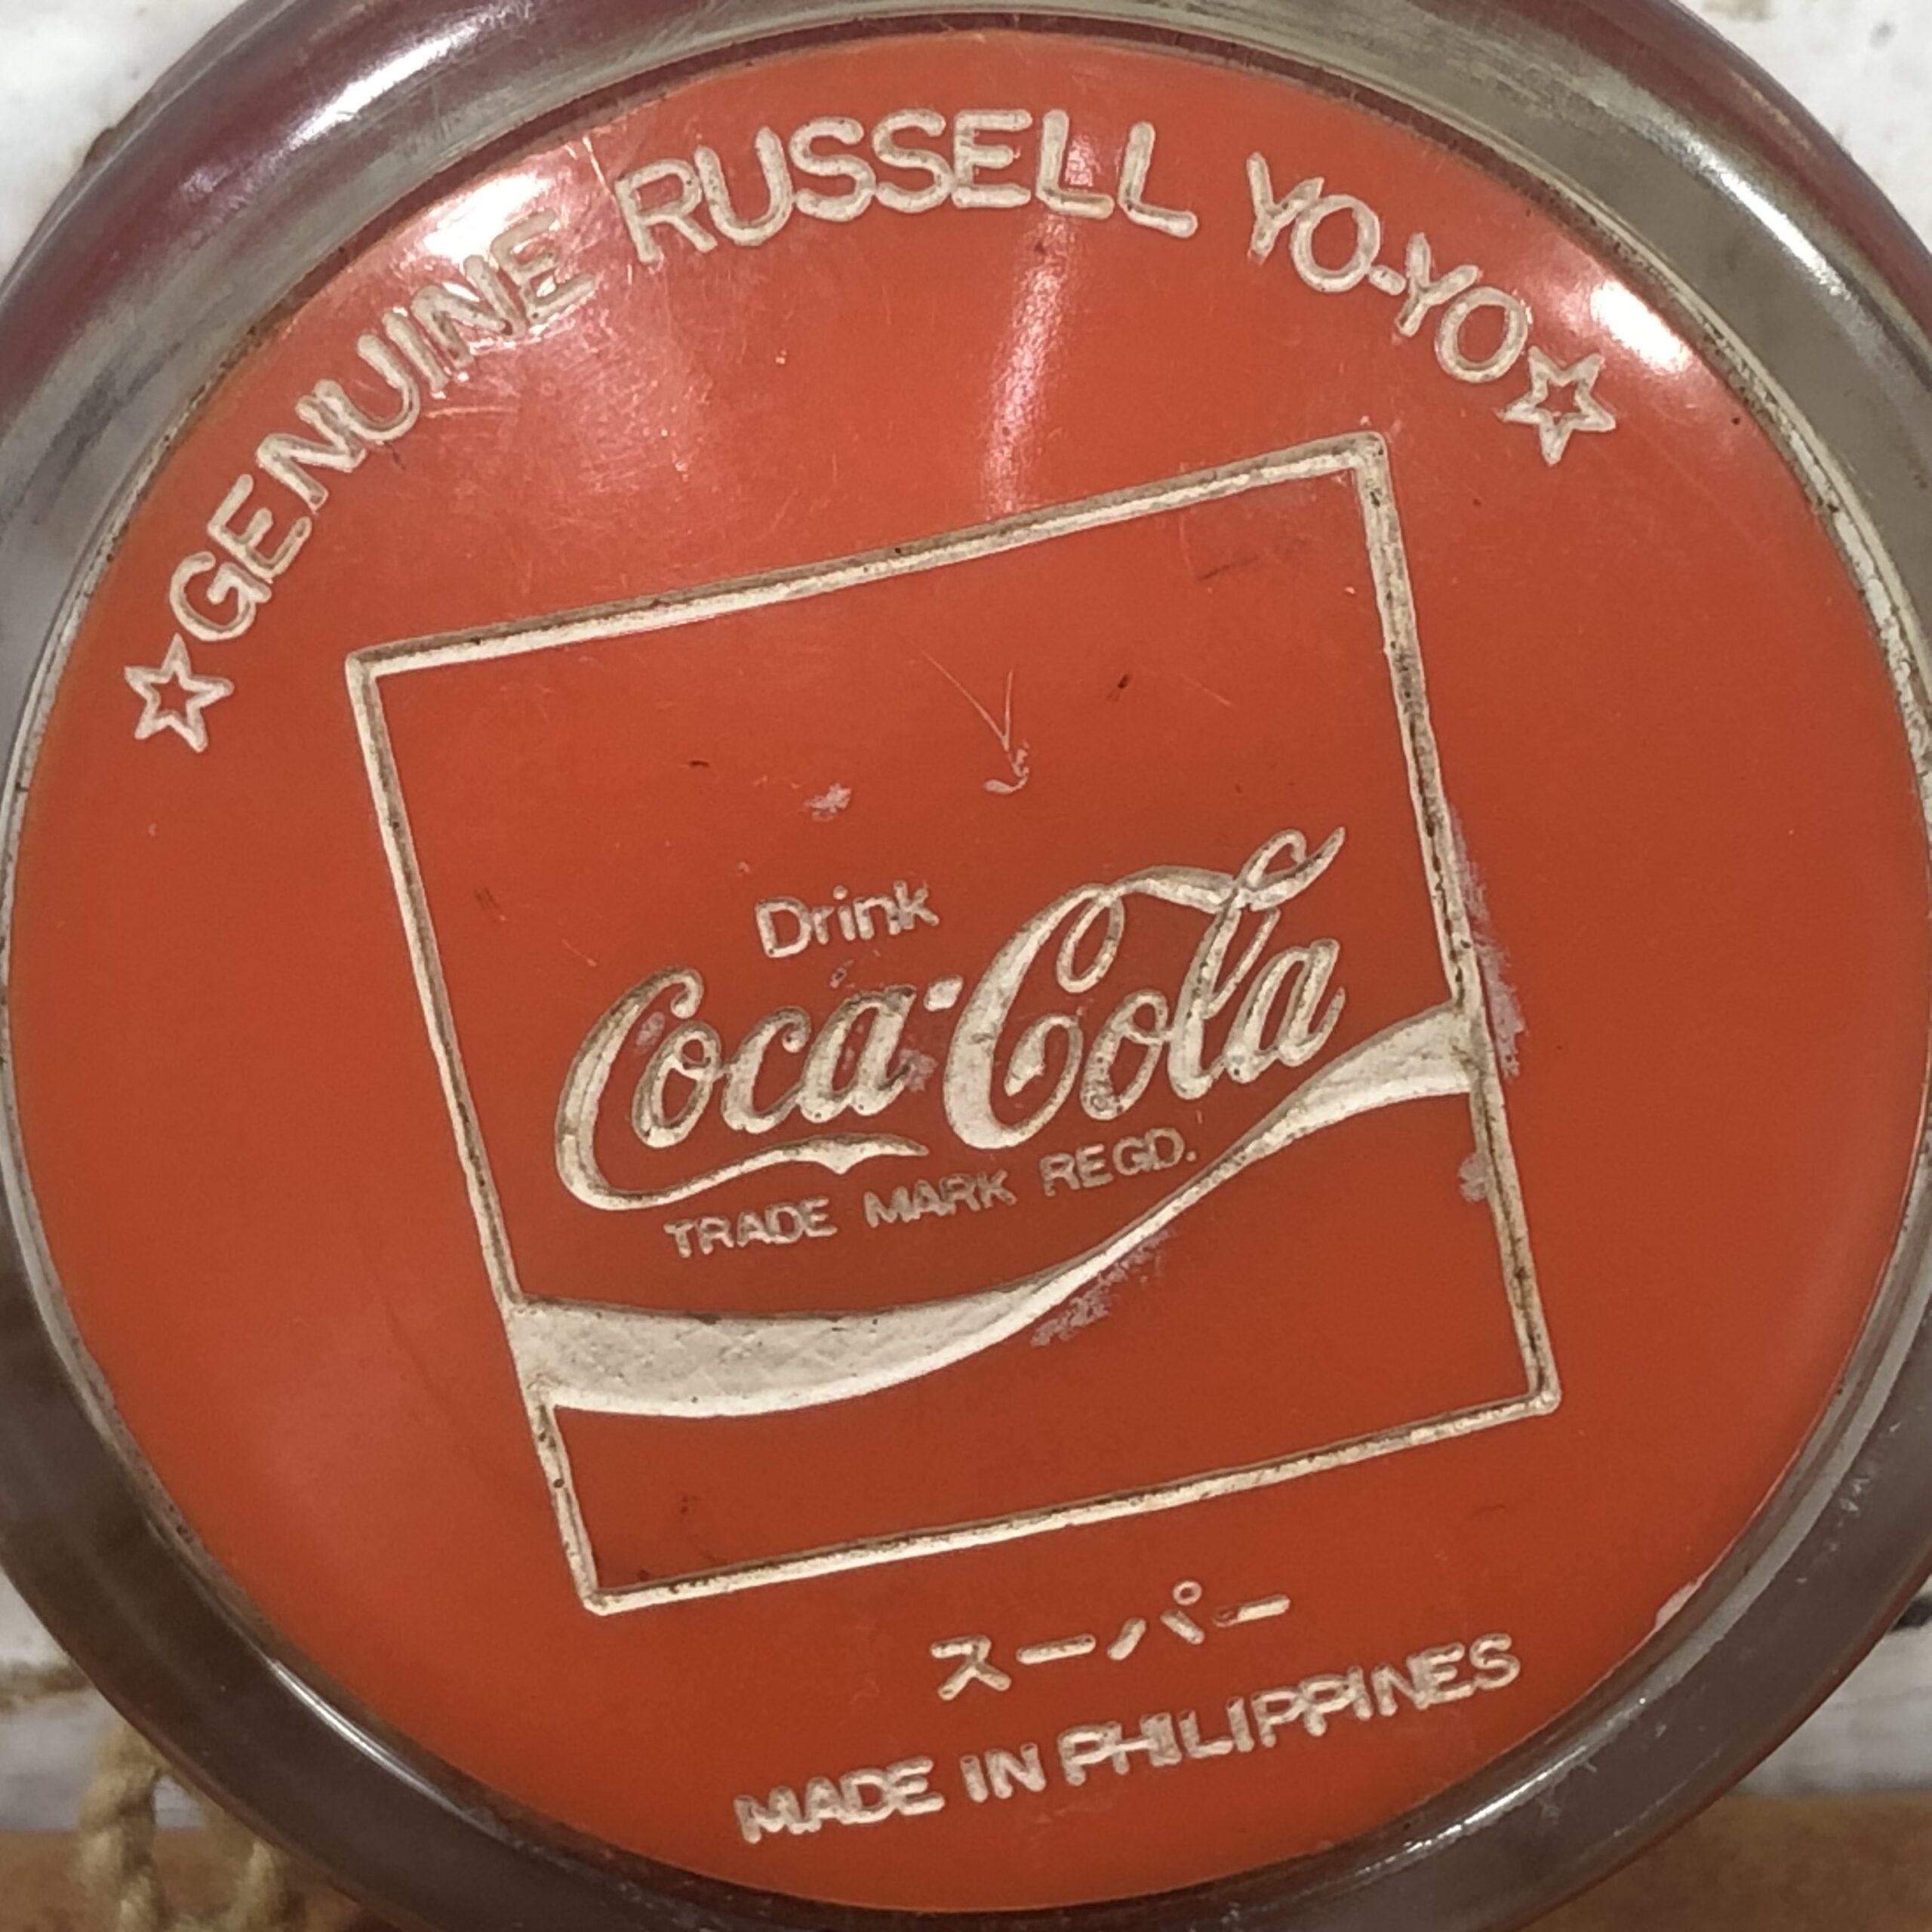 ☆GENUINE RUSSELL YO-YO☆
Drink
Coca-Cola
TRADE MARK REGD.
スーパー
MADE IN PHILIPPINES